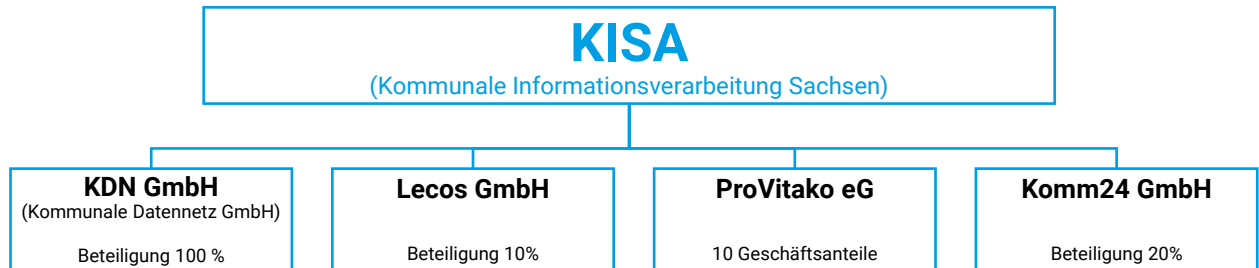 KISA
(Kommunale Informationsverarbeitung Sachsen)
KDN GmbH
(Kommunale Datennetz GmbH)
Beteiligung 100 %
Lecos GmbH
Beteiligung 10%
ProVitako eG
10 Geschäftsanteile
Komm24 GmbH
Beteiligung 20%